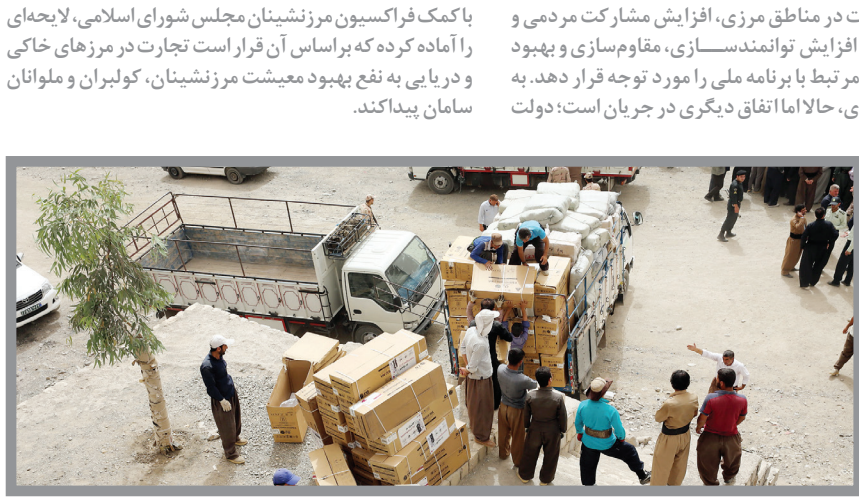 ت در مناطق مرزی، افزایش مشارکت مردمی و
افزایش توانمندســـازی، مقاوم‌سازی و بهبود
مرتبط با برنامه ملی را مورد توجه قرار دهد. به
ی، حالا اما اتفاق دیگری در جریان است؛ دولت
با کمک فراکسیون مرزنشینان مجلس شورای اسلامی، لایحه‌ای
را آماده کرده که براساس آن قرار است تجارت در مرزهای خاکی
و دریایی به نفع بهبود معیشت مرزنشینان، کولبران و ملوانان
سامان پیدا کند.